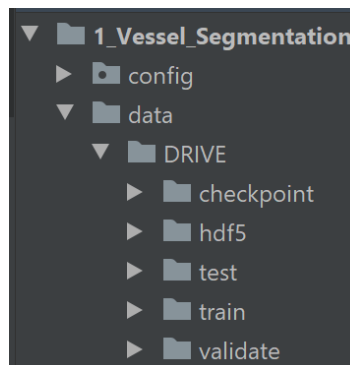 1_Vessel_Segmentation
config
data
DRIVE
checkpoint
hdf5
test
train
validate